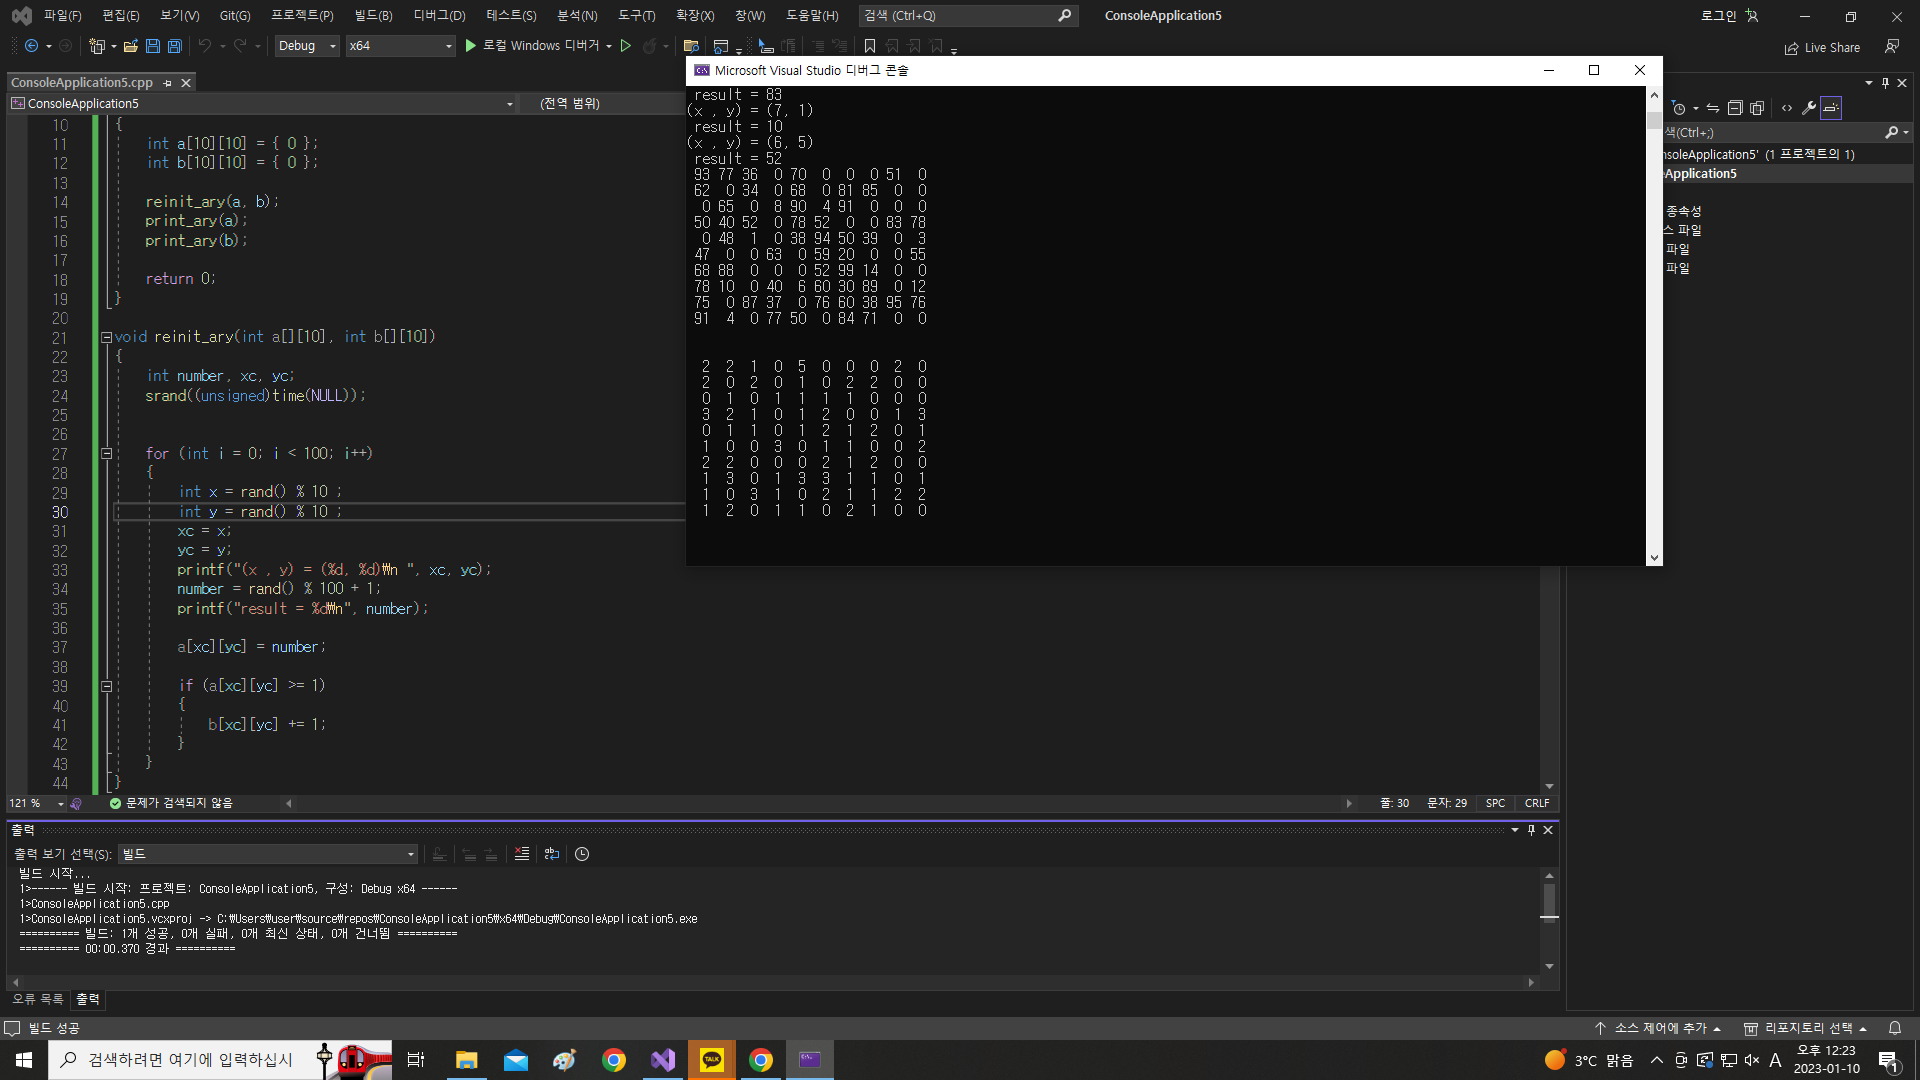 파일(F) 편집(E) 보기(V) Git(G) 프로젝트(P) 빌드(B) 디버그(D) 테스트(S) 분석(N) 도구(T) 확장(X) 창(W) 도움말(H) 검색 (Ctrl+Q) ConsoleApplication5 로그인
Debug x64 로컬 Windows 디버거 Live Share
ConsoleApplication5.cpp
ConsoleApplication5 (전역 범위)
10 {
11 int a[10][10] = { 0 };
12 int b[10][10] = { 0 };
13
14 reinit_ary(a, b);
15 print_ary(a);
16 print_ary(b);
17
18 return 0;
19 }
20
21 void reinit_ary(int a[][10], int b[][10])
22 {
23 int number, xc, yc;
24 srand((unsigned)time(NULL));
25
26
27 for (int i = 0; i < 100; i++)
28 {
29 int x = rand() % 10 ;
30 int y = rand() % 10 ;
31 xc = x;
32 yc = y;
33 printf("(x , y) = (%d, %d)₩n ", xc, yc);
34 number = rand() % 100 + 1;
35 printf("result = %d₩n", number);
36
37 a[xc][yc] = number;
38
39 if (a[xc][yc] >= 1)
40 {
41 b[xc][yc] += 1;
42 }
43 }
44 }
121 % 문제가 검색되지 않음 줄: 30 문자: 29 SPC CRLF
Microsoft Visual Studio 디버그 콘솔
result = 83
(x , y) = (7, 1)
result = 10
(x , y) = (6, 5)
result = 52
93 77 36 0 70 0 0 0 51 0
62 0 34 0 68 0 81 85 0 0
0 65 0 8 90 4 91 0 0 0
50 40 52 0 78 52 0 0 83 78
0 48 1 0 38 94 50 39 0 3
47 0 0 63 0 59 20 0 0 55
68 88 0 0 0 52 99 14 0 0
78 10 0 40 6 60 30 89 0 12
75 0 87 37 0 76 60 38 95 76
91 4 0 77 50 0 84 71 0 0
2 2 1 0 5 0 0 0 2 0
2 0 2 0 1 0 2 2 0 0
0 1 0 1 1 1 1 0 0 0
3 2 1 0 1 2 0 0 1 3
0 1 1 0 1 2 1 2 0 1
1 0 0 3 0 1 1 0 0 2
2 2 0 0 0 2 1 2 0 0
1 3 0 1 3 3 1 1 0 1
1 0 3 1 0 2 1 1 2 2
1 2 0 1 1 0 2 1 0 0
색(Ctrl+;)
nsoleApplication5' (1 프로젝트의 1)
Application5
종속성
스 파일
파일
파일
출력
출력 보기 선택(S): 빌드
빌드 시작...
1>------ 빌드 시작: 프로젝트: ConsoleApplication5, 구성: Debug x64 ------
1>ConsoleApplication5.cpp
1>ConsoleApplication5.vcxproj -> C:₩Users₩user₩source₩repos₩ConsoleApplication5₩x64₩Debug₩ConsoleApplication5.exe
========== 빌드: 1개 성공, 0개 실패, 0개 최신 상태, 0개 건너뜀 ==========
========== 00:00.370 경과 ==========
오류 목록 출력
빌드 성공 소스 제어에 추가 리포지토리 선택
검색하려면 여기에 입력하십시 TALK 3°C 맑음 A 오후 12:23
2023-01-10 1